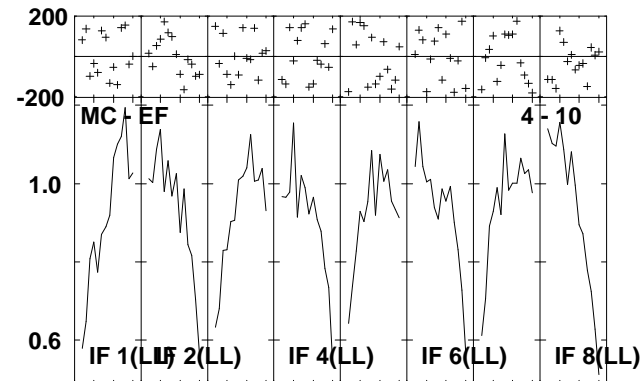 200
-200
MC - EF 4 - 10
1.0
0.6
IF 1(LL) IF 2(LL) IF 4(LL) IF 6(LL) IF 8(LL)